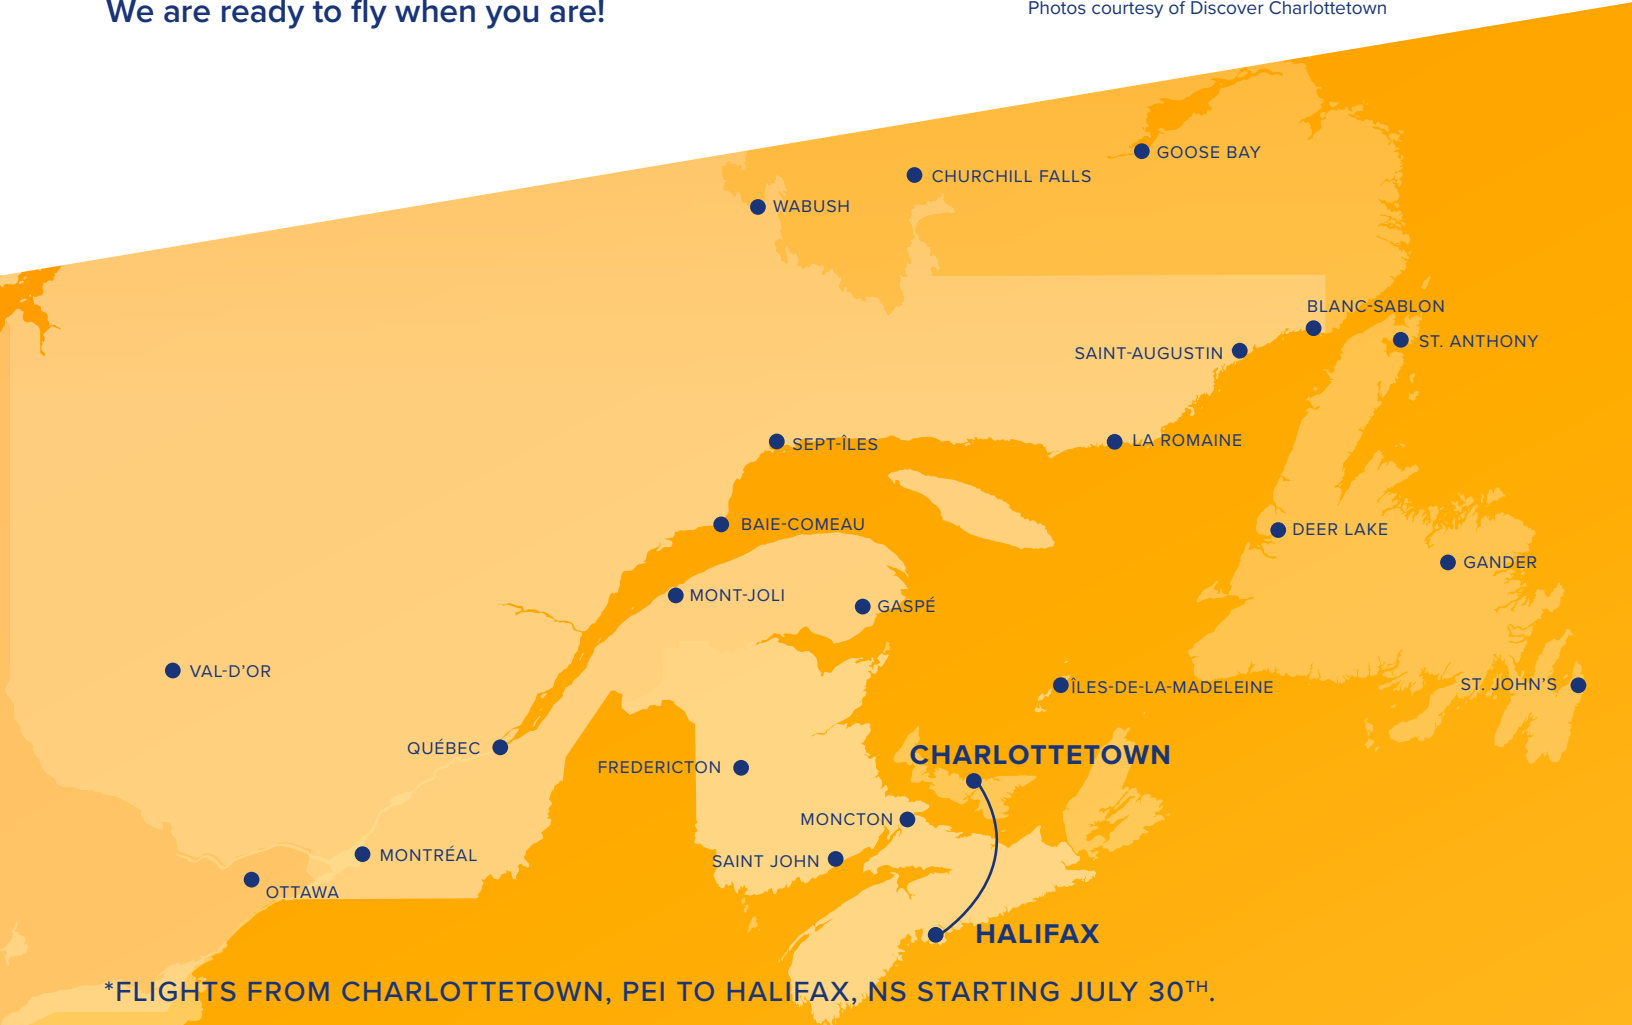 We are ready to fly when you are!
Photos courtesy of Discover Charlottetown
GOOSE BAY
CHURCHILL FALLS
WABUSH
BLANC-SABLON
ST. ANTHONY
SAINT-AUGUSTIN
LA ROMAINE
SEPT-ÎLES
BAIE-COMEAU
DEER LAKE
GANDER
MONT-JOLI
GASPÉ
VAL-D'OR
ÎLES-DE-LA-MADELEINE
ST. JOHN'S
QUÉBEC
CHARLOTTETOWN
FREDERICTON
MONCTON
MONTRÉAL
SAINT JOHN
OTTAWA
HALIFAX
*FLIGHTS FROM CHARLOTTETOWN, PEI TO HALIFAX, NS STARTING JULY 30TH.